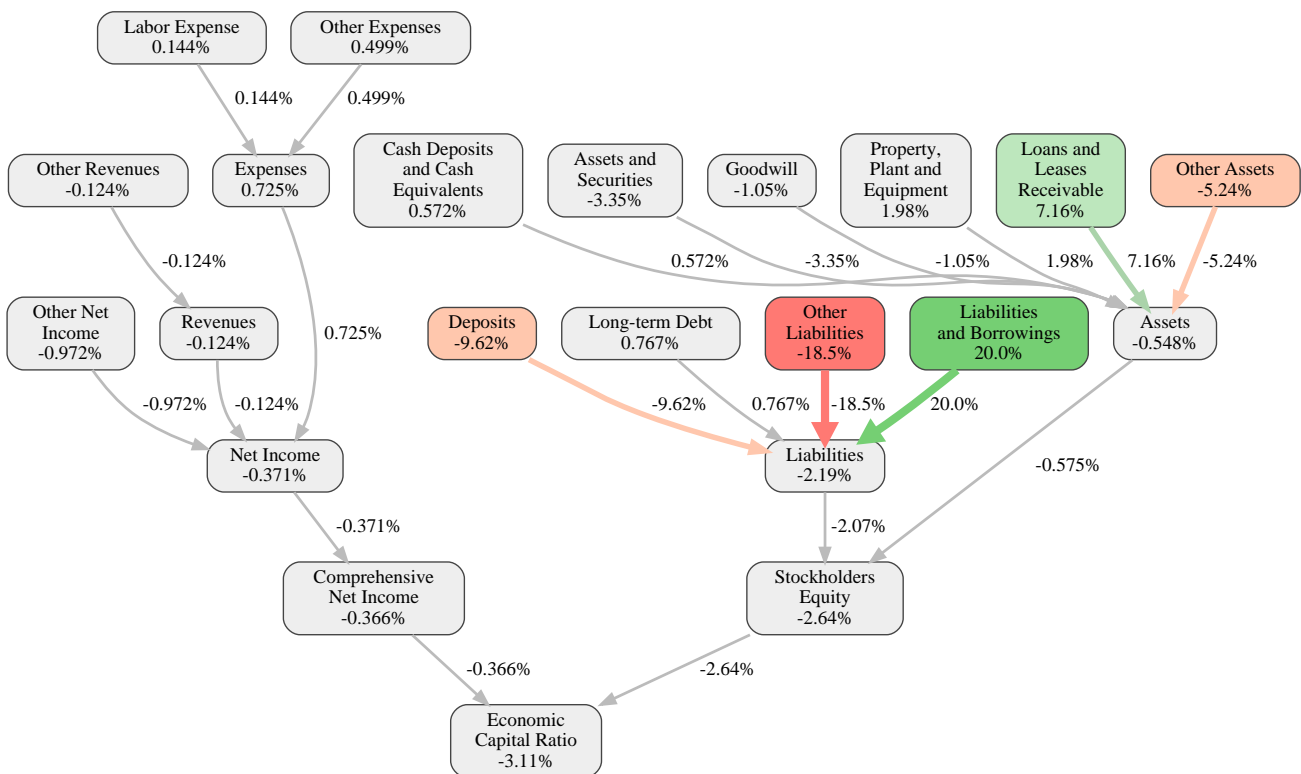 Labor Expense
0.144%
Other Expenses
0.499%
0.144%
0.499%
Other Revenues
-0.124%
Expenses
0.725%
Cash Deposits
and Cash
Equivalents
0.572%
Assets and
Securities
-3.35%
Goodwill
-1.05%
Property,
Plant and
Equipment
1.98%
Loans and
Leases
Receivable
7.16%
Other Assets
-5.24%
-0.124%
0.572%
-3.35%
-1.05%
1.98%
7.16%
-5.24%
Other Net
Income
-0.972%
Revenues
-0.124%
0.725%
Deposits
-9.62%
Long-term Debt
0.767%
Other
Liabilities
-18.5%
Liabilities
and Borrowings
20.0%
Assets
-0.548%
-0.972%
-0.124%
-9.62%
0.767%
-18.5%
20.0%
Net Income
-0.371%
Liabilities
-2.19%
-0.575%
-0.371%
-2.07%
Comprehensive
Net Income
-0.366%
Stockholders
Equity
-2.64%
-0.366%
-2.64%
Economic
Capital Ratio
-3.11%